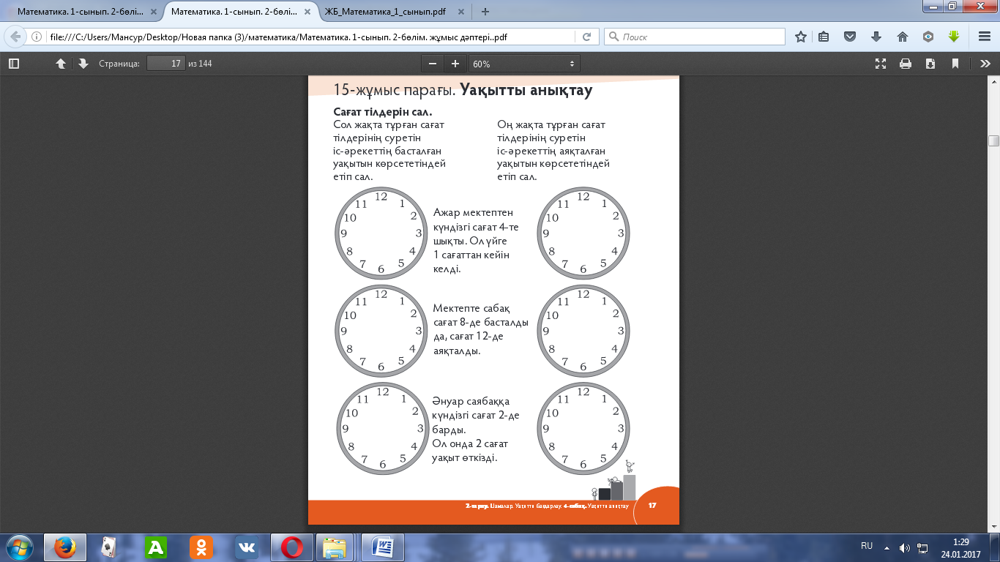 Математика. 1-сынып. 2-бөлі...
Математика. 1-сынып. 2-бөлі...
ЖБ_Математика_1_сынып.pdf
file:///C:/Users/Мансур/Desktop/Новая папка (3)/математика/Математика. 1-сынып. 2-бөлім. жұмыс дәптері..pdf
Поиск
Страница: 17 из 144
60%
15-жұмыс парағы. Уақытты анықтау
Сағат тілдерін сал.
Сол жақта тұрған сағат
тілдерінің суретін
іс-әрекеттің басталған
уақытын көрсететіндей
етіп сал.
Оң жақта тұрған сағат
тілдерінің суретін
іс-әрекеттің аяқталған
уақытын көрсететіндей
етіп сал.
12 1 2 3 4 5 6 7 8 9 10 11
Ажар мектептен
күндізгі сағат 4-те
шықты. Ол үйге
1 сағаттан кейін
келді.
12 1 2 3 4 5 6 7 8 9 10 11
12 1 2 3 4 5 6 7 8 9 10 11
Мектепте сабақ
сағат 8-де басталды
да, сағат 12-де
аяқталды.
12 1 2 3 4 5 6 7 8 9 10 11
12 1 2 3 4 5 6 7 8 9 10 11
Әнуар саябаққа
күндізгі сағат 2-де
барды.
Ол онда 2 сағат
уақыт өткізді.
12 1 2 3 4 5 6 7 8 9 10 11
Шамалар. Уақытты бағдарлау. 4-сабақ. Уақытты анықтау
17
RU
1:29
24.01.2017